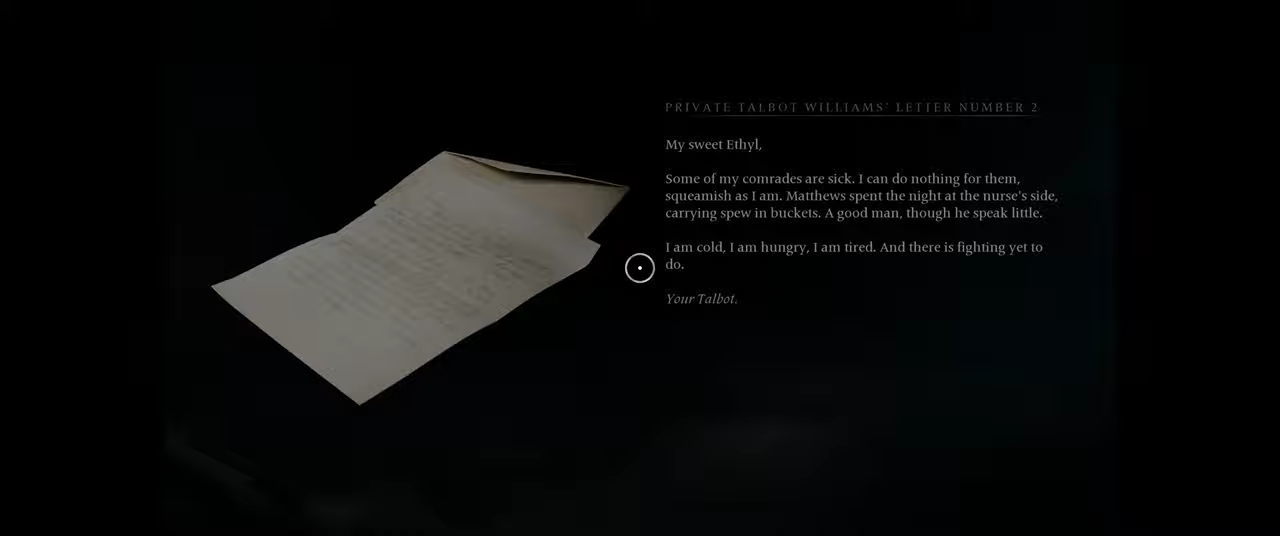 PRIVATE TALBOT WILLIAMS' LETTER NUMBER 2
My sweet Ethyl,
Some of my comrades are sick. I can do nothing for them,
squeamish as I am. Matthews spent the night at the nurse's side,
carrying spew in buckets. A good man, though he speak little.
I am cold, I am hungry, I am tired. And there is fighting yet to
do.
Your Talbot.